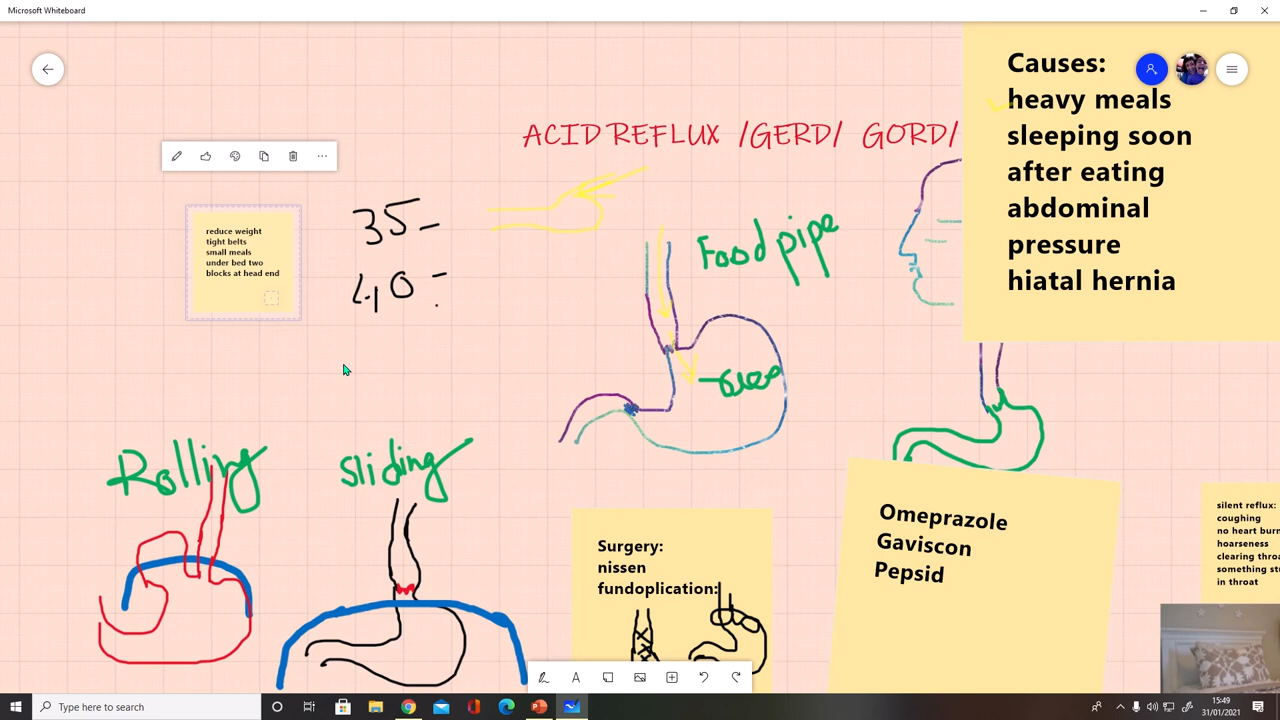 Microsoft Whiteboard
ACID REFLUX /GERD/ GORD/
Causes:
heavy meals
sleeping soon
after eating
abdominal
pressure
hiatal hernia
reduce weight
tight belts
small meals
under bed two
blocks at head end
35-
40-
Food pipe
Rolling
Sliding
Surgery:
nissen
fundoplication:
Omeprazole
Gaviscon
Pepsid
silent reflux:
coughing
no heart burn
hoarseness
something
in throat
Type here to search
15:49
31/01/2021